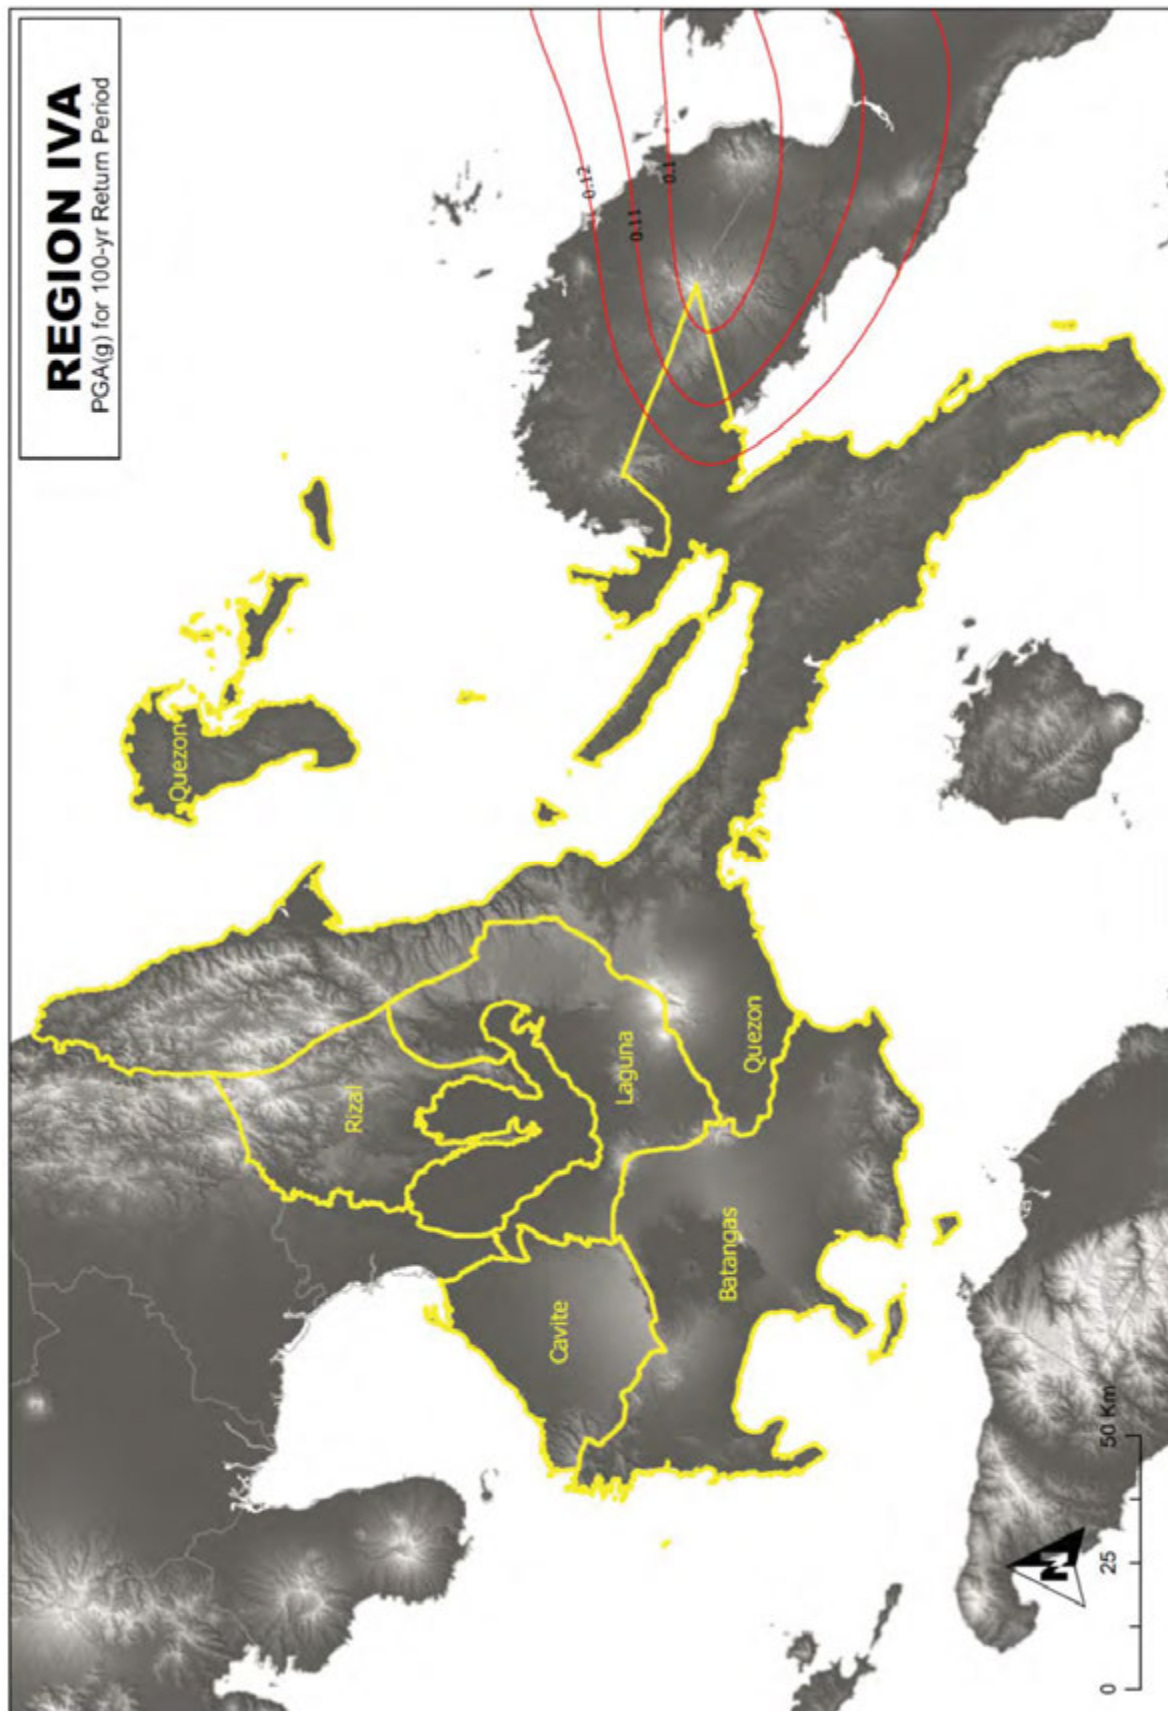 REGION IVA
PGA(g) for 100-yr Return Period
0.12
0.11
0.1
Quezon
Rizal
Laguna
Quezon
Cavite
Batangas
N
0 25 50 Km